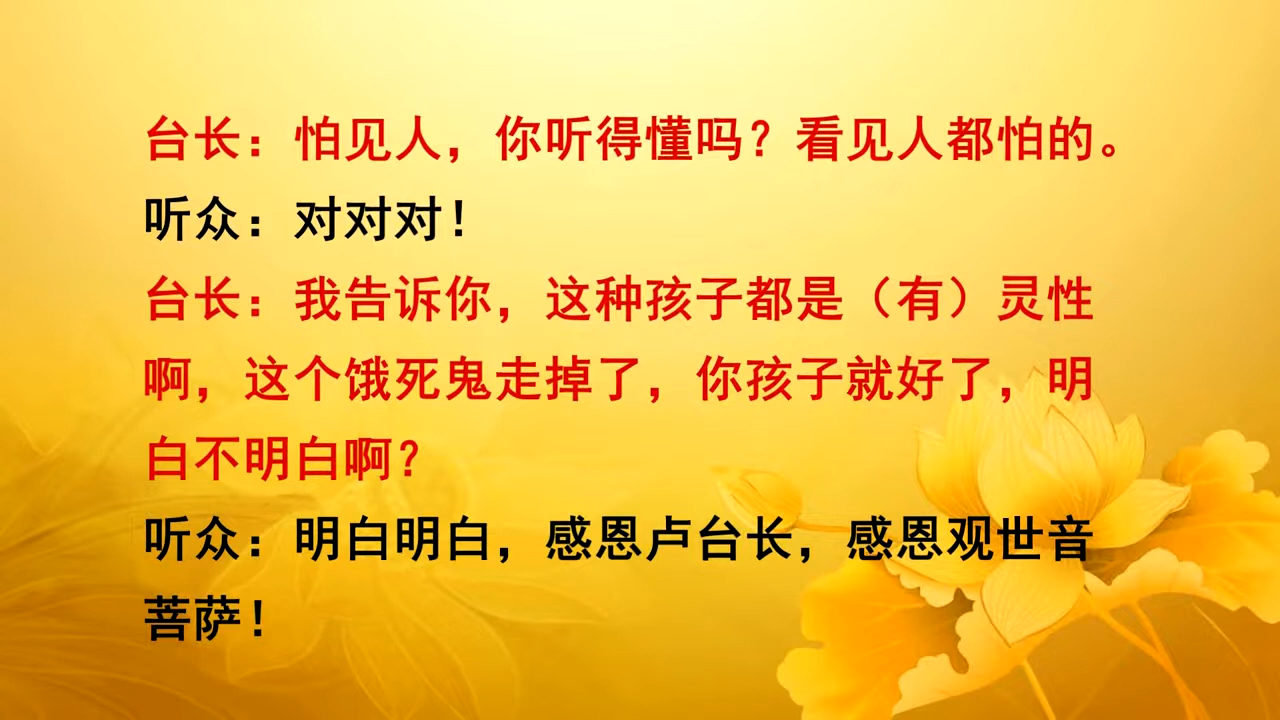 台长：怕见人，你听得懂吗？看见人都怕的。
听众：对对对！
台长：我告诉你，这种孩子都是（有）灵性
啊，这个饿死鬼走掉了，你孩子就好了，明
白不明白啊？
听众：明白明白，感恩卢台长，感恩观世音
菩萨！